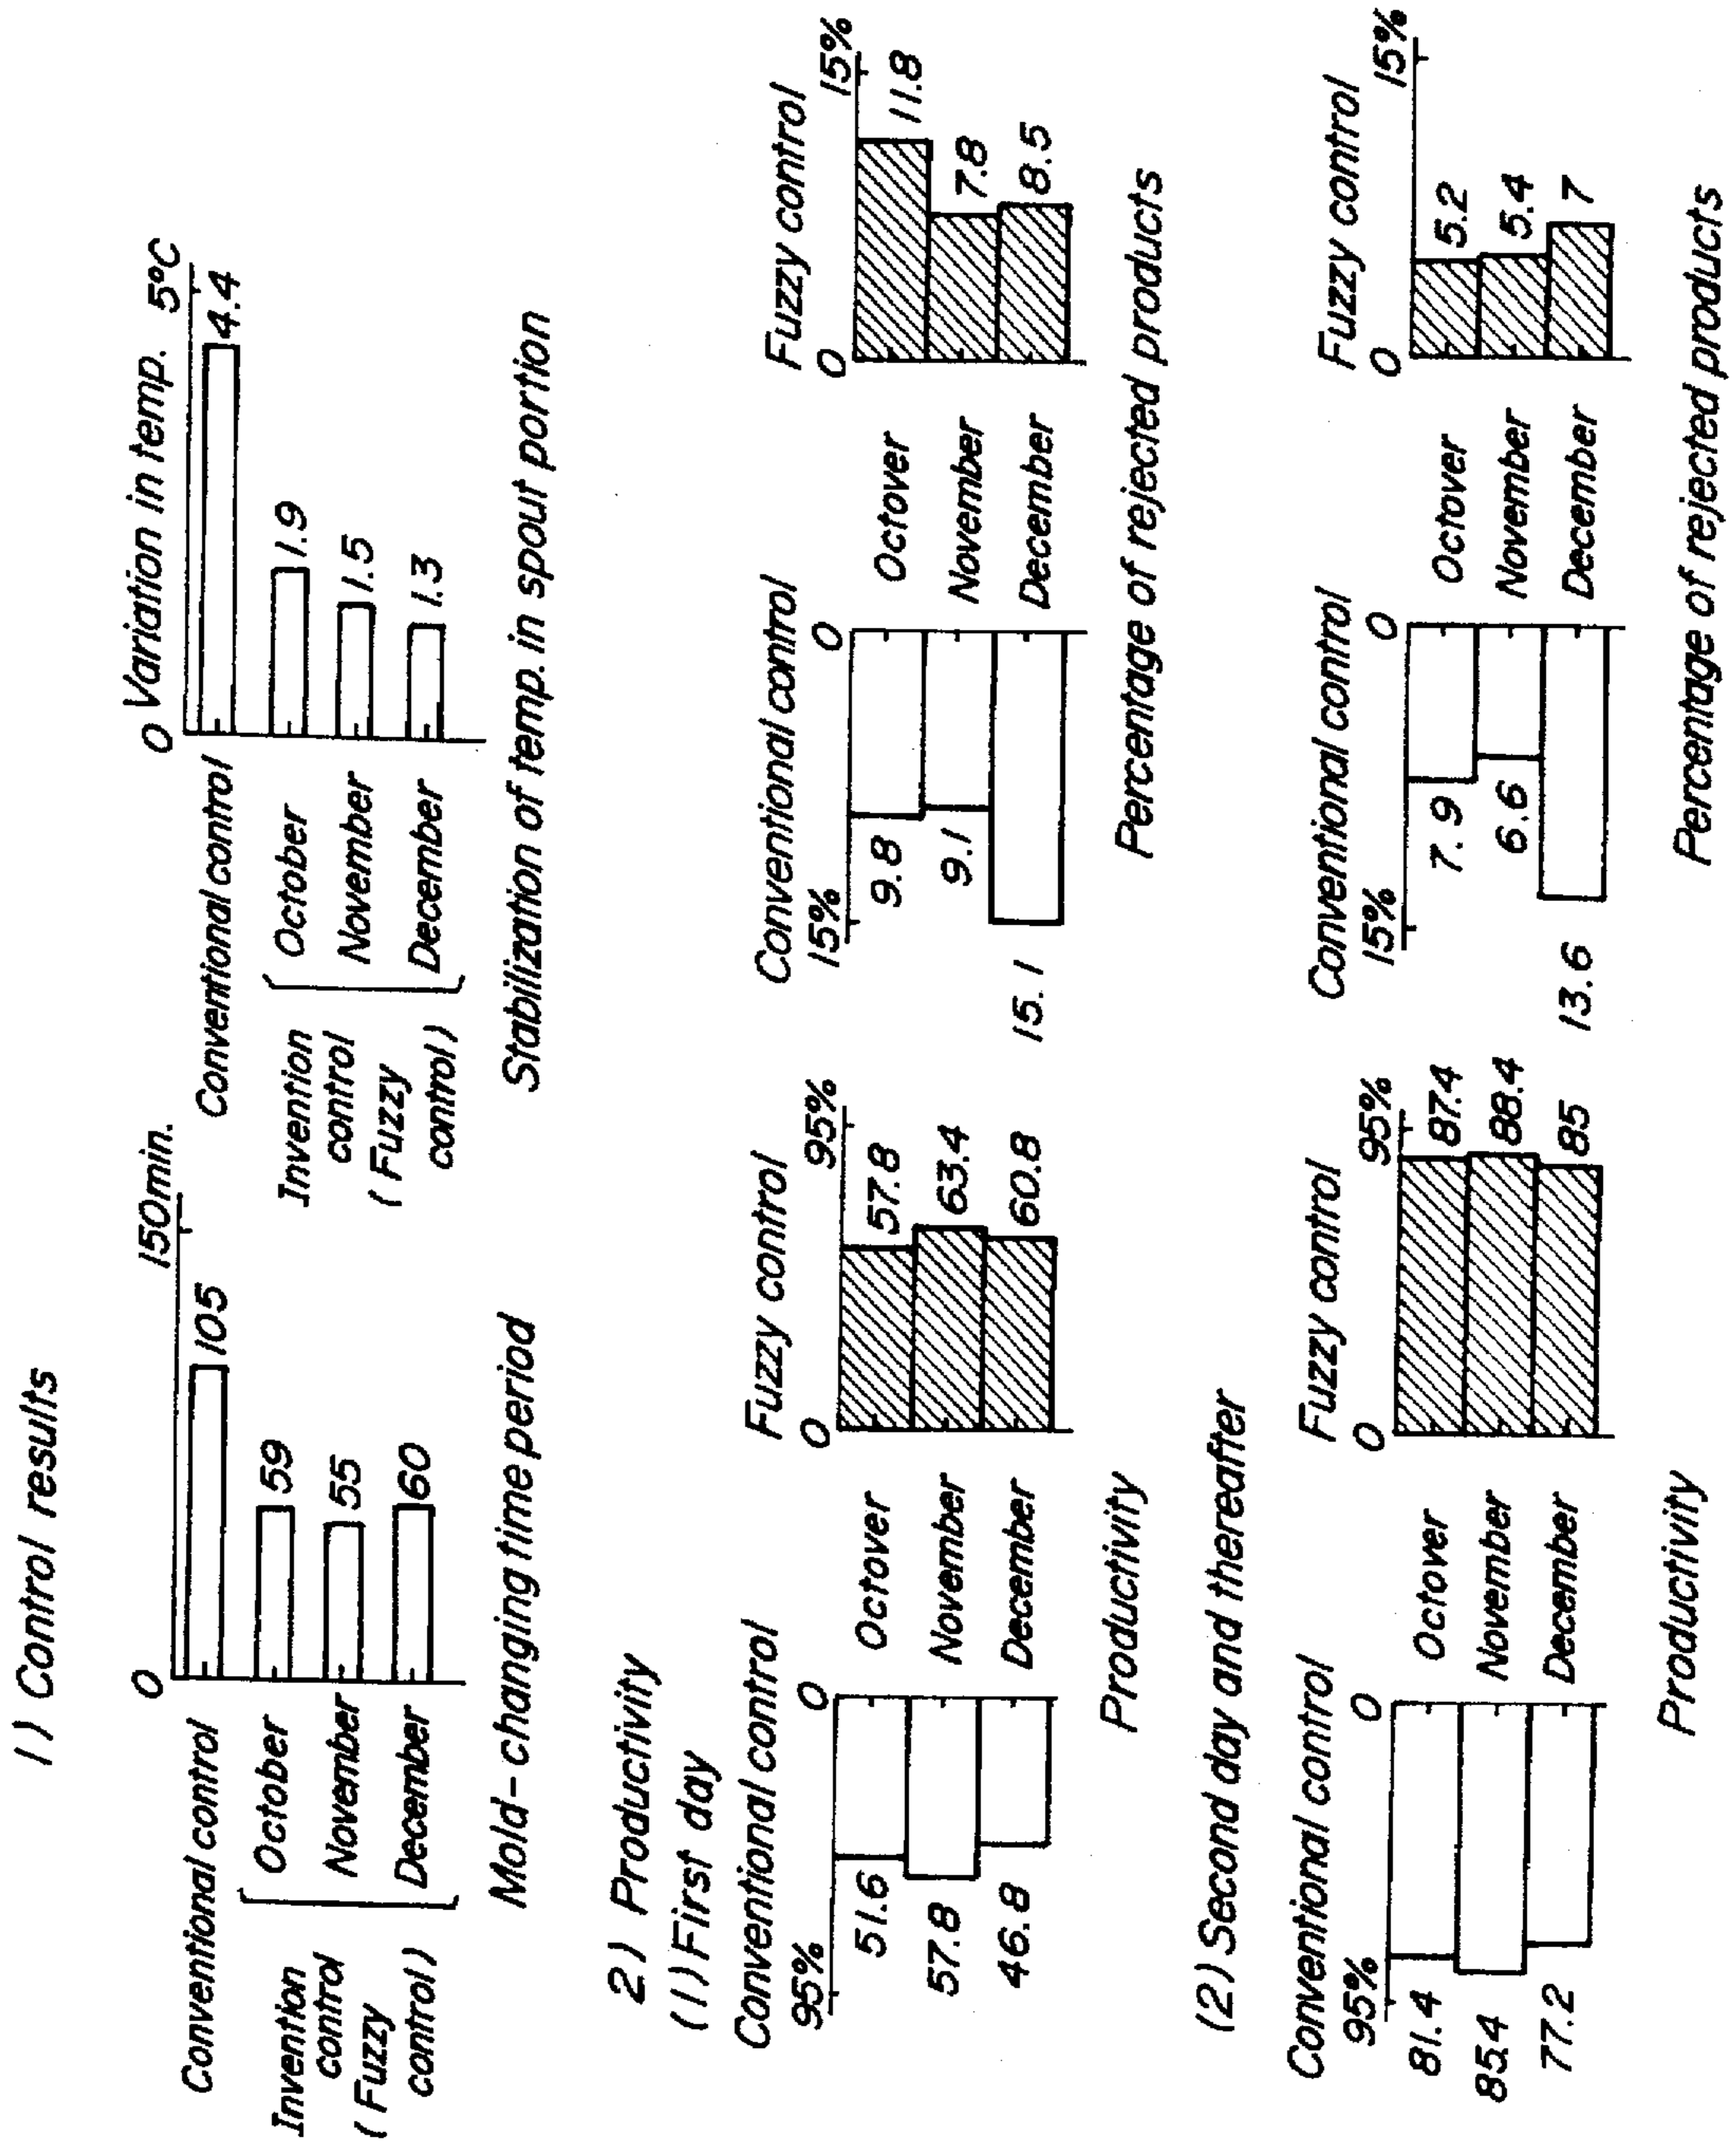 1) Control results
0
150min.
Conventional control
105
Invention
control
(Fuzzy
control)
October
59
November
55
December
60
Mold-changing time period
0
Variation in temp.
5°C
Conventional control
4.4
Invention
control
(Fuzzy
control)
October
1.9
November
1.5
December
1.3
Stabilization of temp. in spout portion
2) Productivity
(1) First day
Conventional control
95%
0
51.6
57.8
46.8
Octover
November
December
Fuzzy control
0
95%
57.8
63.4
60.8
Productivity
Conventional control
15%
0
9.8
9.1
15.1
Octover
November
December
Fuzzy control
0
15%
11.8
7.8
8.5
Percentage of rejected products
(2) Second day and thereafter
Conventional control
95%
0
81.4
85.4
77.2
Octover
November
December
Fuzzy control
0
95%
87.4
88.4
85
Productivity
Conventional control
15%
0
7.9
6.6
13.6
Octover
November
December
Fuzzy control
0
15%
5.2
5.4
7
Percentage of rejected products